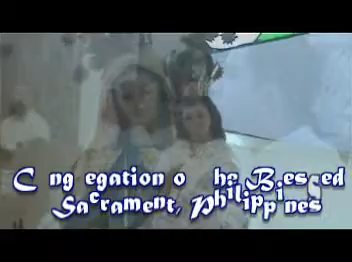 C ng egation o  he B es ed
Sacrament, Philippines